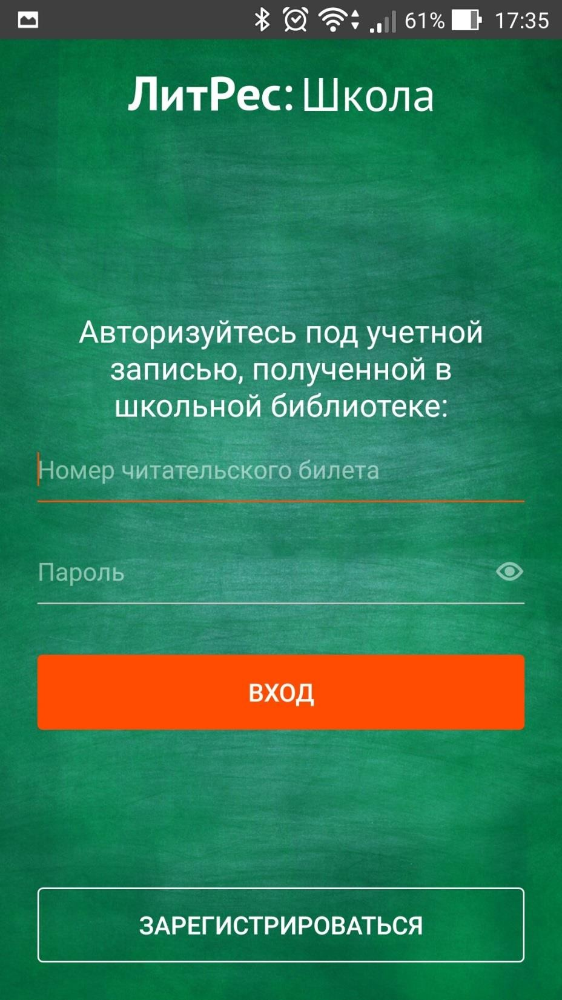 61% 17:35
ЛитРес: Школа
Авторизуйтесь под учетной
записью, полученной в
школьной библиотеке:
Номер читательского билета
Пароль
ВХОД
ЗАРЕГИСТРИРОВАТЬСЯ